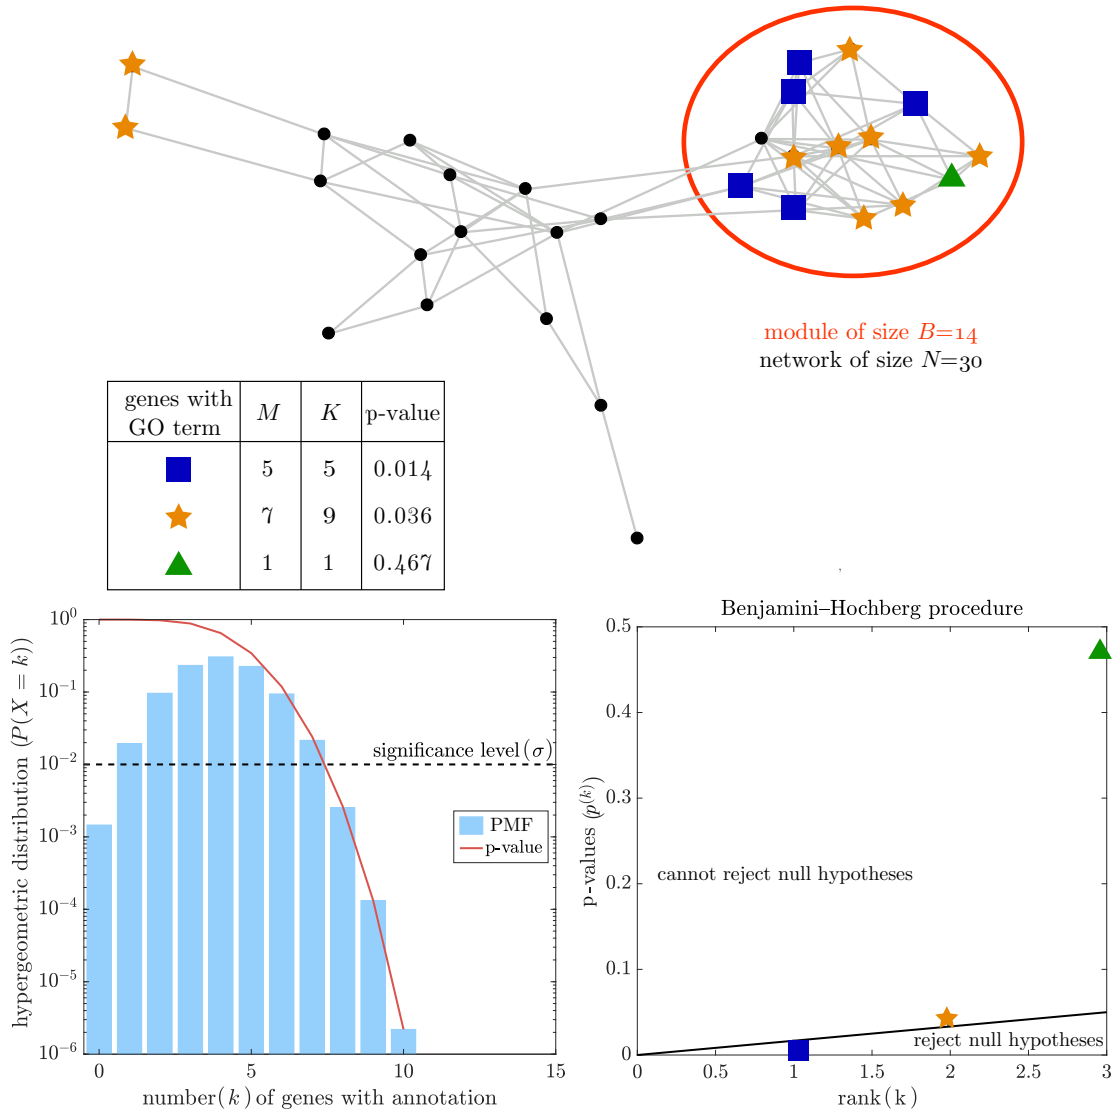 module of size B=14
network of size N=30
genes with GO term M K p-value
5 5 0.014
7 9 0.036
1 1 0.467
,
hypergeometric distribution (P(X = k))
10^0
10^-1
10^-2
10^-3
10^-4
10^-5
10^-6
significance level (σ)
PMF
p-value
0 5 10 15
number(k) of genes with annotation
Benjamini–Hochberg procedure
p-values (p^(k))
0.5
0.4
0.3
0.2
0.1
0
cannot reject null hypotheses
reject null hypotheses
0 0.5 1 1.5 2 2.5 3
rank(k)